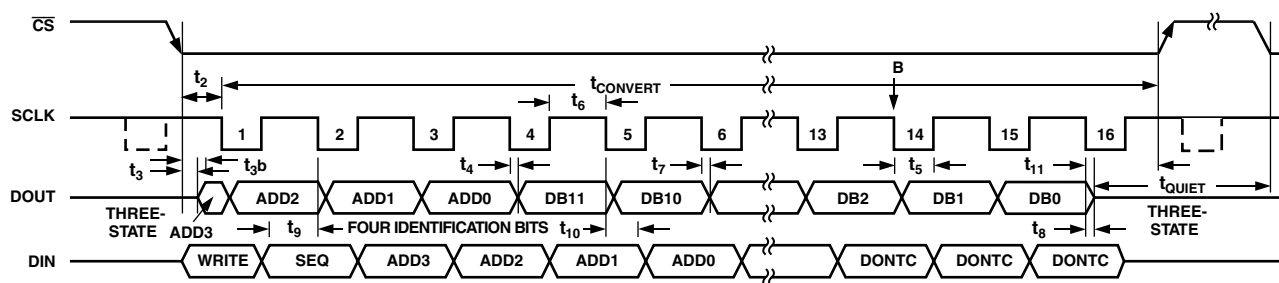 CS
B
t2
tCONVERT
t6
SCLK
1 2 3 4 5 6 13 14 15 16
t3
t3b
t4
t7
t5
t11
tQUIET
DOUT
ADD2 ADD1 ADD0 DB11 DB10 DB2 DB1 DB0
THREE-
STATE
ADD3
t9
FOUR IDENTIFICATION BITS
t10
t8
THREE-
STATE
DIN
WRITE SEQ ADD3 ADD2 ADD1 ADD0 DONTC DONTC DONTC